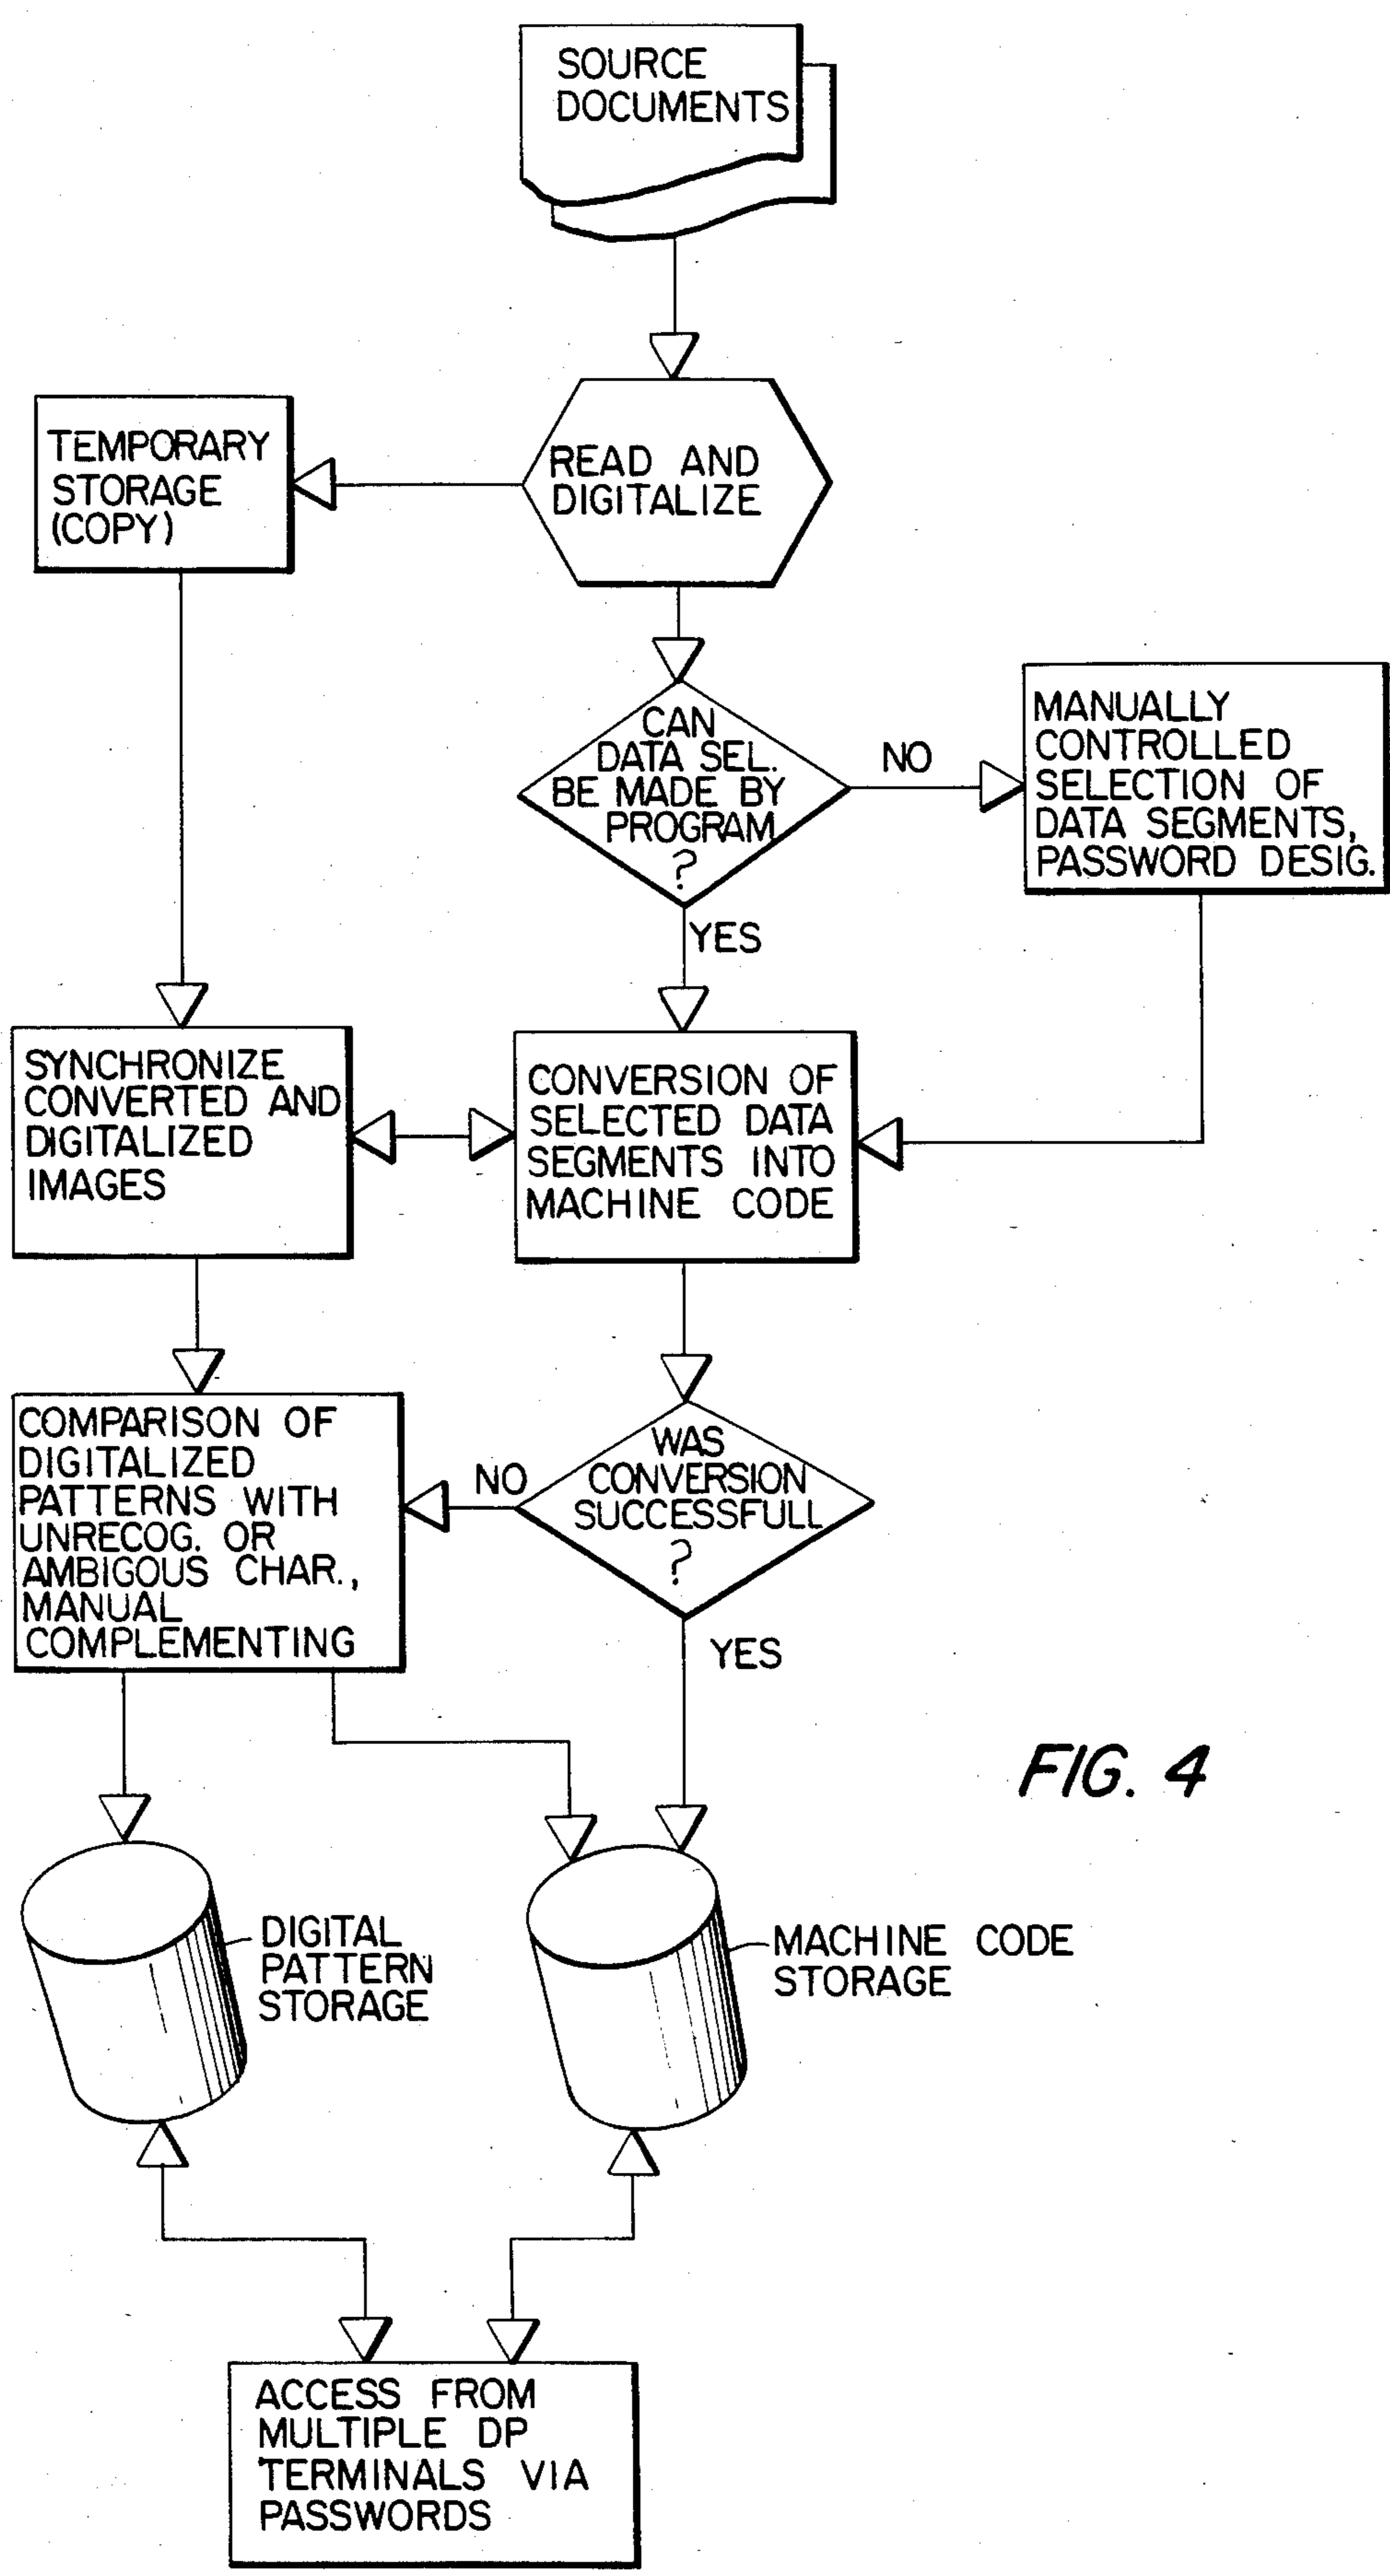 SOURCE
DOCUMENTS
TEMPORARY
STORAGE
(COPY)
READ AND
DIGITALIZE
CAN
DATA SEL.
BE MADE BY
PROGRAM
?
NO
YES
MANUALLY
CONTROLLED
SELECTION OF
DATA SEGMENTS,
PASSWORD DESIG.
SYNCHRONIZE
CONVERTED AND
DIGITALIZED
IMAGES
CONVERSION OF
SELECTED DATA
SEGMENTS INTO
MACHINE CODE
COMPARISON OF
DIGITALIZED
PATTERNS WITH
UNRECOG. OR
AMBIGOUS CHAR.,
MANUAL
COMPLEMENTING
NO
WAS
CONVERSION
SUCCESSFULL
?
YES
FIG. 4
DIGITAL
PATTERN
STORAGE
MACHINE CODE
STORAGE
ACCESS FROM
MULTIPLE DP
TERMINALS VIA
PASSWORDS